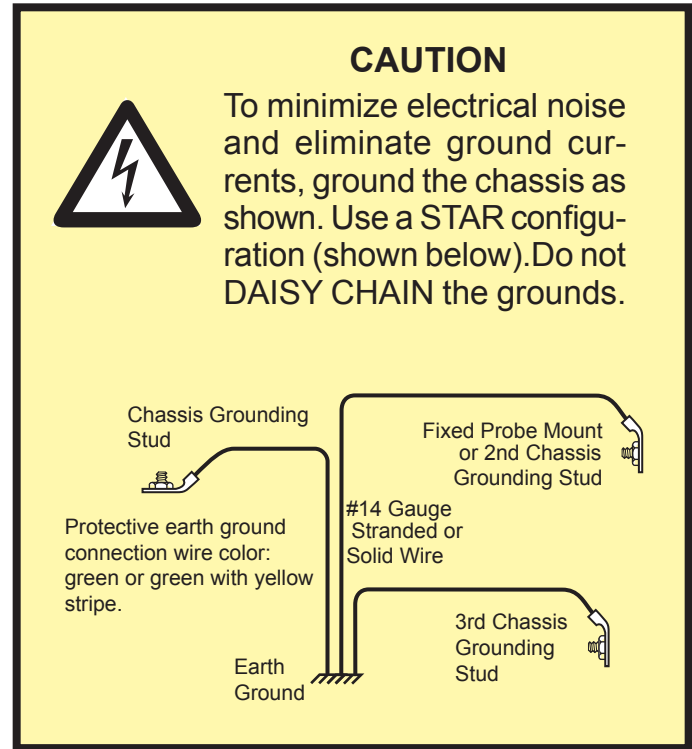 CAUTION
To minimize electrical noise
and eliminate ground cur-
rents, ground the chassis as
shown. Use a STAR configu-
ration (shown below).Do not
DAISY CHAIN the grounds.
Chassis Grounding
Stud
Fixed Probe Mount
or 2nd Chassis
Grounding Stud
#14 Gauge
Stranded or
Solid Wire
Protective earth ground
connection wire color:
green or green with yellow
stripe.
3rd Chassis
Grounding
Stud
Earth
Ground